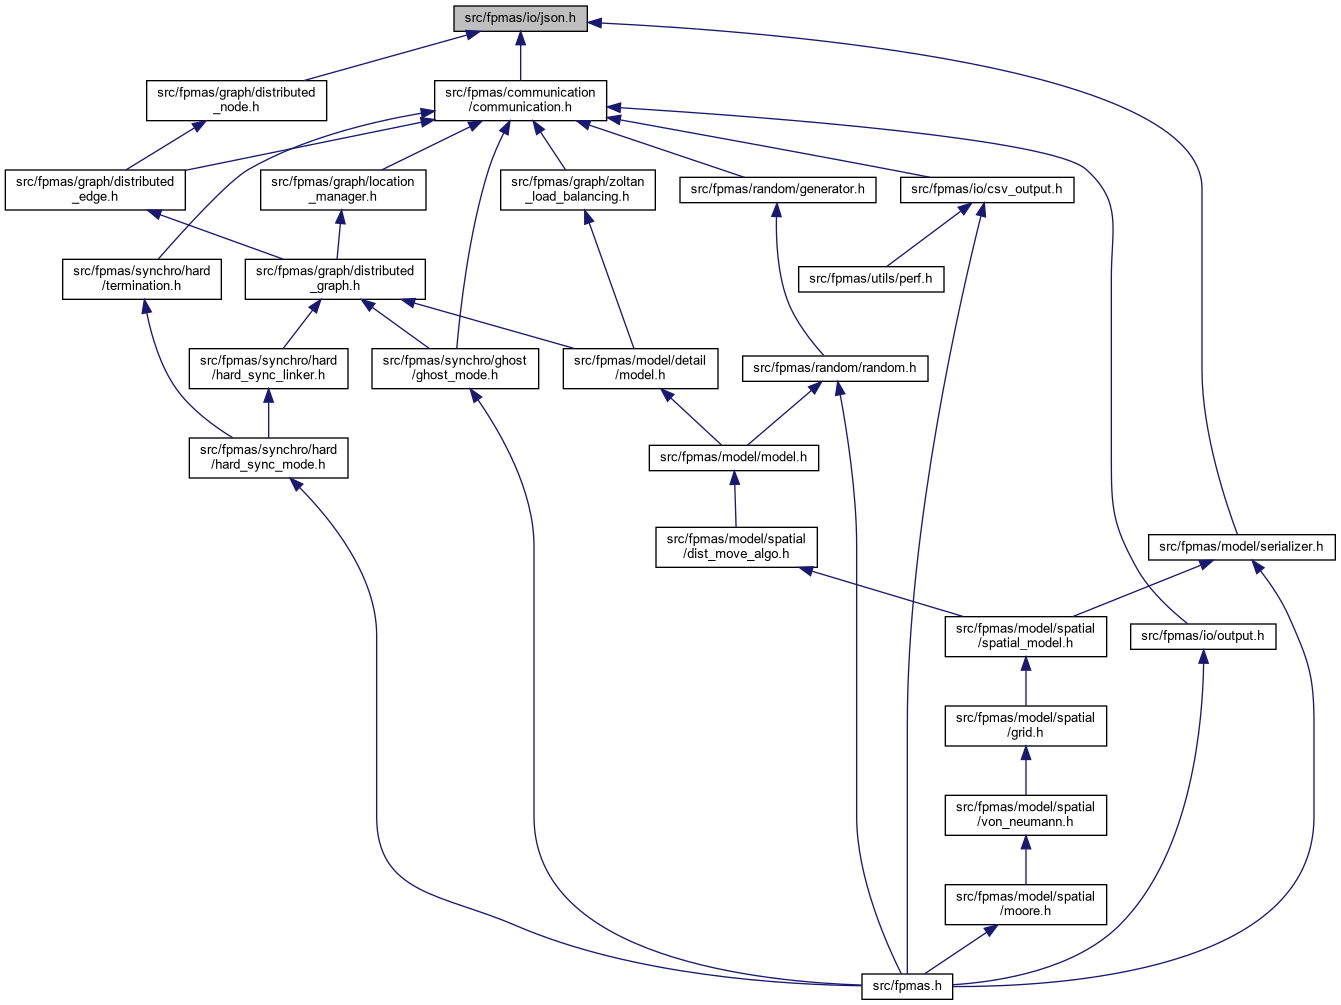 src/fpmas/io/json.h
src/fpmas/graph/distributed
_node.h
src/fpmas/communication
/communication.h
src/fpmas/graph/distributed
_edge.h
src/fpmas/graph/location
_manager.h
src/fpmas/graph/zoltan
_load_balancing.h
src/fpmas/random/generator.h
src/fpmas/io/csv_output.h
src/fpmas/synchro/hard
/termination.h
src/fpmas/graph/distributed
_graph.h
src/fpmas/utils/perf.h
src/fpmas/synchro/hard
/hard_sync_linker.h
src/fpmas/synchro/ghost
/ghost_mode.h
src/fpmas/model/detail
/model.h
src/fpmas/random/random.h
src/fpmas/synchro/hard
/hard_sync_mode.h
src/fpmas/model/model.h
src/fpmas/model/spatial
/dist_move_algo.h
src/fpmas/model/serializer.h
src/fpmas/model/spatial
/spatial_model.h
src/fpmas/io/output.h
src/fpmas/model/spatial
/grid.h
src/fpmas/model/spatial
/von_neumann.h
src/fpmas/model/spatial
/moore.h
src/fpmas.h